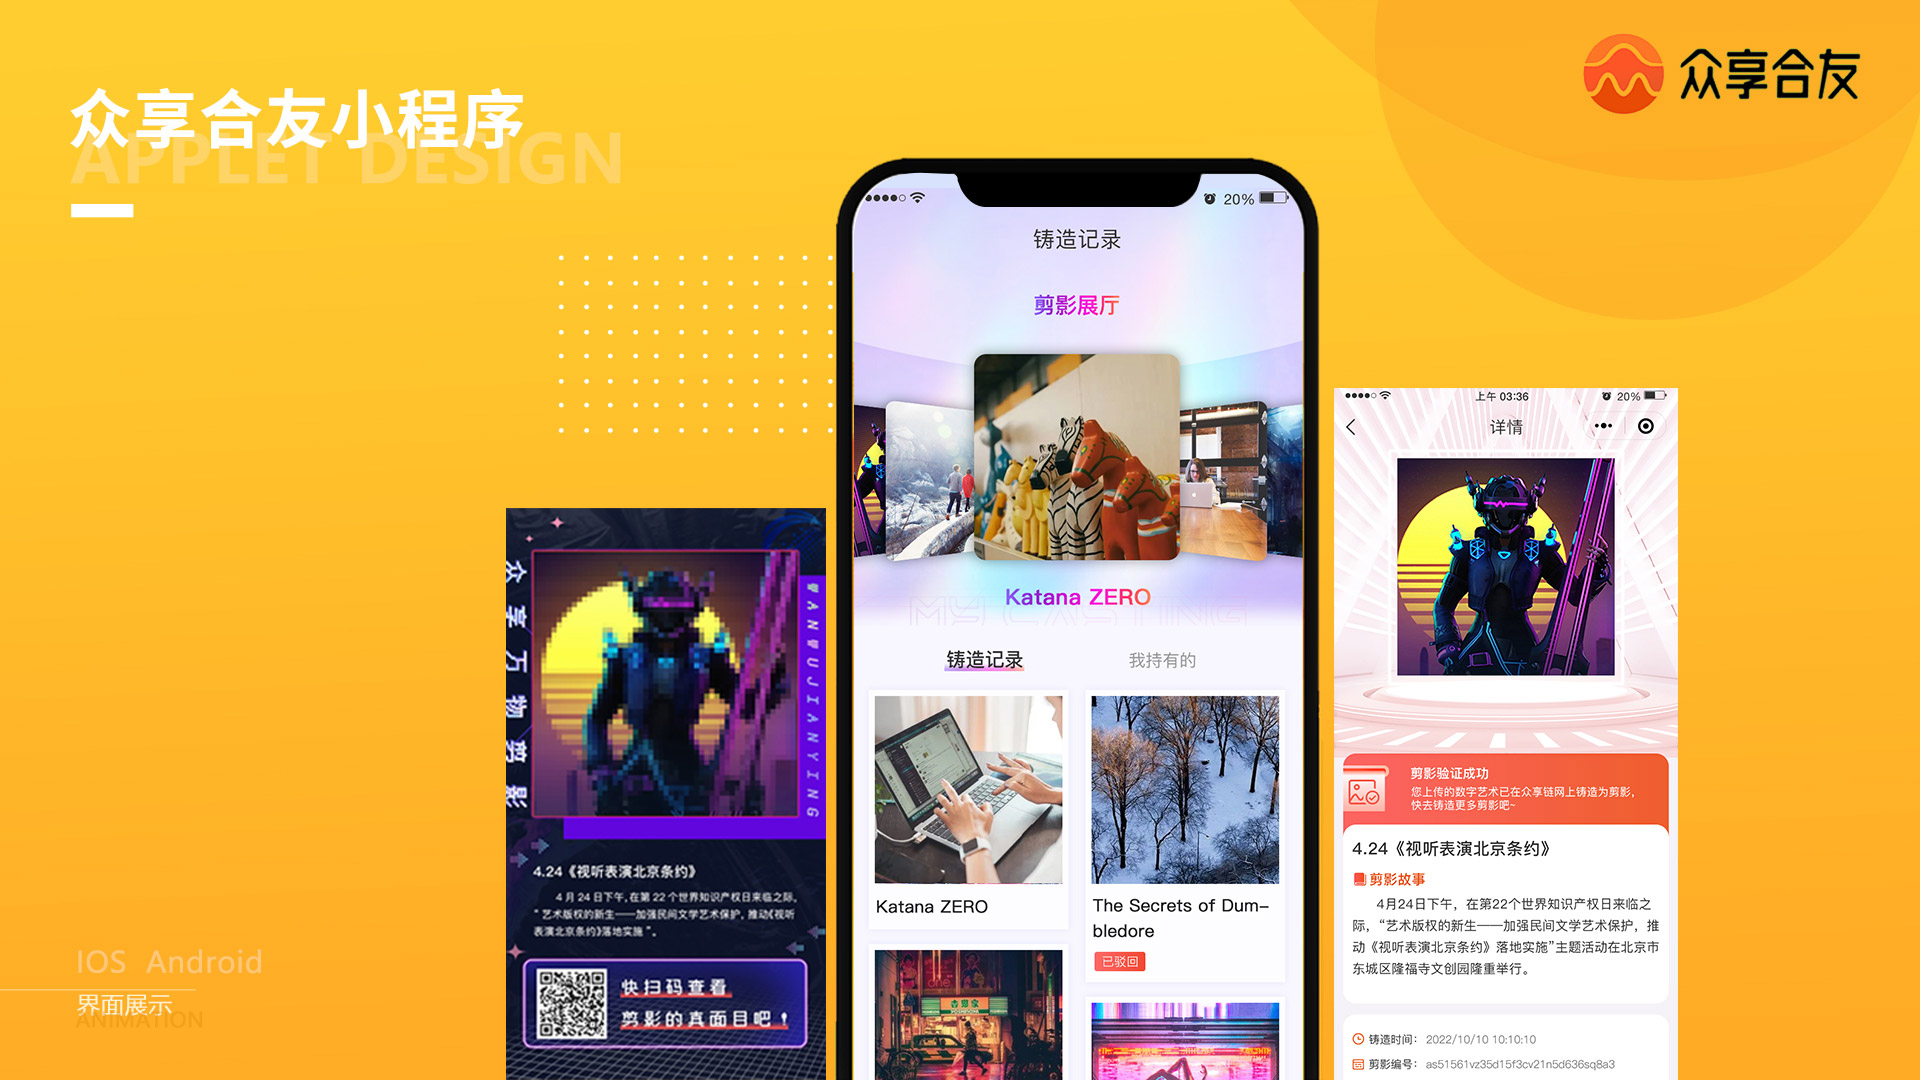 众享合友小程序
APPLET DESIGN
众享合友
IOS Android
界面展示
ANIMATION
众享万物剪影
WANWUJIANYING
4.24《视听表演北京条约》
4月24日下午,在第22个世界知识产权日来临之际,
“艺术版权的新生——加强民间文学艺术保护,推动《视听
表演北京条约》落地实施”。
快扫码查看
剪影的真面目吧!
20%
铸造记录
剪影展厅
Katana ZERO
MY CASTING
铸造记录
我持有的
Katana ZERO
The Secrets of Dum-
bledore
已驳回
上午 03:36
20%
详情
剪影验证成功
您上传的数字艺术已在众享链网上铸造为剪影,
快去铸造更多剪影吧~
4.24《视听表演北京条约》
剪影故事
4月24日下午，在第22个世界知识产权日来临之
际，“艺术版权的新生——加强民间文学艺术保护，推
动《视听表演北京条约》落地实施”主题活动在北京市
东城区隆福寺文创园隆重举行。
铸造时间： 2022/10/10 10:10:10
剪影编号： as51561vz35d15f3cv21n5d636sq8a3